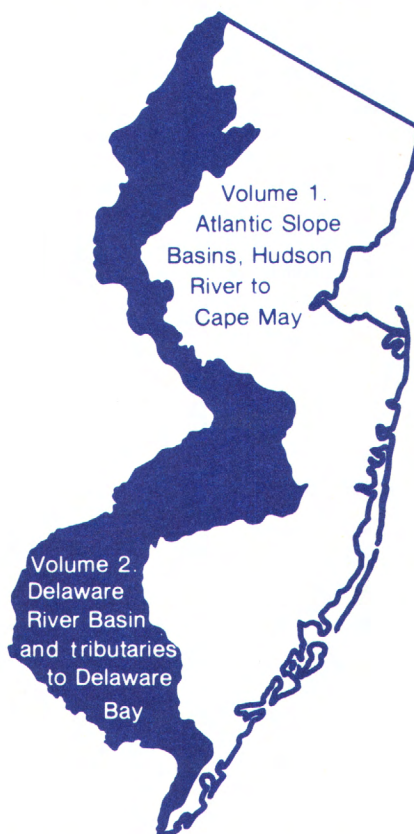 Volume 1.
Atlantic Slope
Basins, Hudson
River to
Cape May
Volume 2.
Delaware
River Basin
and tributaries
to Delaware
Bay